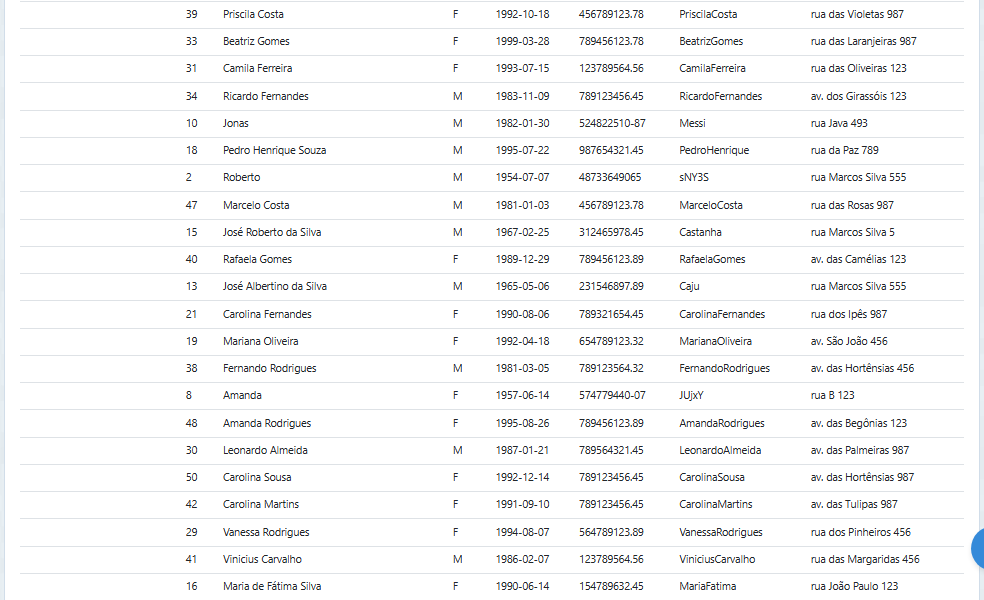 39 Priscila Costa F 1992-10-18 456789123.78 PriscilaCosta rua das Violetas 987
33 Beatriz Gomes F 1999-03-28 789456123.78 BeatrizGomes rua das Laranjeiras 987
31 Camila Ferreira F 1993-07-15 123789564.56 CamilaFerreira rua das Oliveiras 123
34 Ricardo Fernandes M 1983-11-09 789123456.45 RicardoFernandes av. dos Girassóis 123
10 Jonas M 1982-01-30 524822510-87 Messi rua Java 493
18 Pedro Henrique Souza M 1995-07-22 987654321.45 PedroHenrique rua da Paz 789
2 Roberto M 1954-07-07 48733649065 sNY3S rua Marcos Silva 555
47 Marcelo Costa M 1981-01-03 456789123.78 MarceloCosta rua das Rosas 987
15 José Roberto da Silva M 1967-02-25 312465978.45 Castanha rua Marcos Silva 5
40 Rafaela Gomes F 1989-12-29 789456123.89 RafaelaGomes av. das Camélias 123
13 José Albertino da Silva M 1965-05-06 231546897.89 Caju rua Marcos Silva 555
21 Carolina Fernandes F 1990-08-06 789321654.45 CarolinaFernandes rua dos Ipês 987
19 Mariana Oliveira F 1992-04-18 654789123.32 MarianaOliveira av. São João 456
38 Fernando Rodrigues M 1981-03-05 789123564.32 FernandoRodrigues av. das Hortênsias 456
8 Amanda F 1957-06-14 574779440-07 JUjxY rua B 123
48 Amanda Rodrigues F 1995-08-26 789456123.89 AmandaRodrigues av. das Begônias 123
30 Leonardo Almeida M 1987-01-21 789564321.45 LeonardoAlmeida av. das Palmeiras 987
50 Carolina Sousa F 1992-12-14 789123456.45 CarolinaSousa av. das Hortênsias 987
42 Carolina Martins F 1991-09-10 789123456.45 CarolinaMartins av. das Tulipas 987
29 Vanessa Rodrigues F 1994-08-07 564789123.89 VanessaRodrigues rua dos Pinheiros 456
41 Vinicius Carvalho M 1986-02-07 123789564.56 ViniciusCarvalho rua das Margaridas 456
16 Maria de Fátima Silva F 1990-06-14 154789632.45 MariaFatima rua João Paulo 123